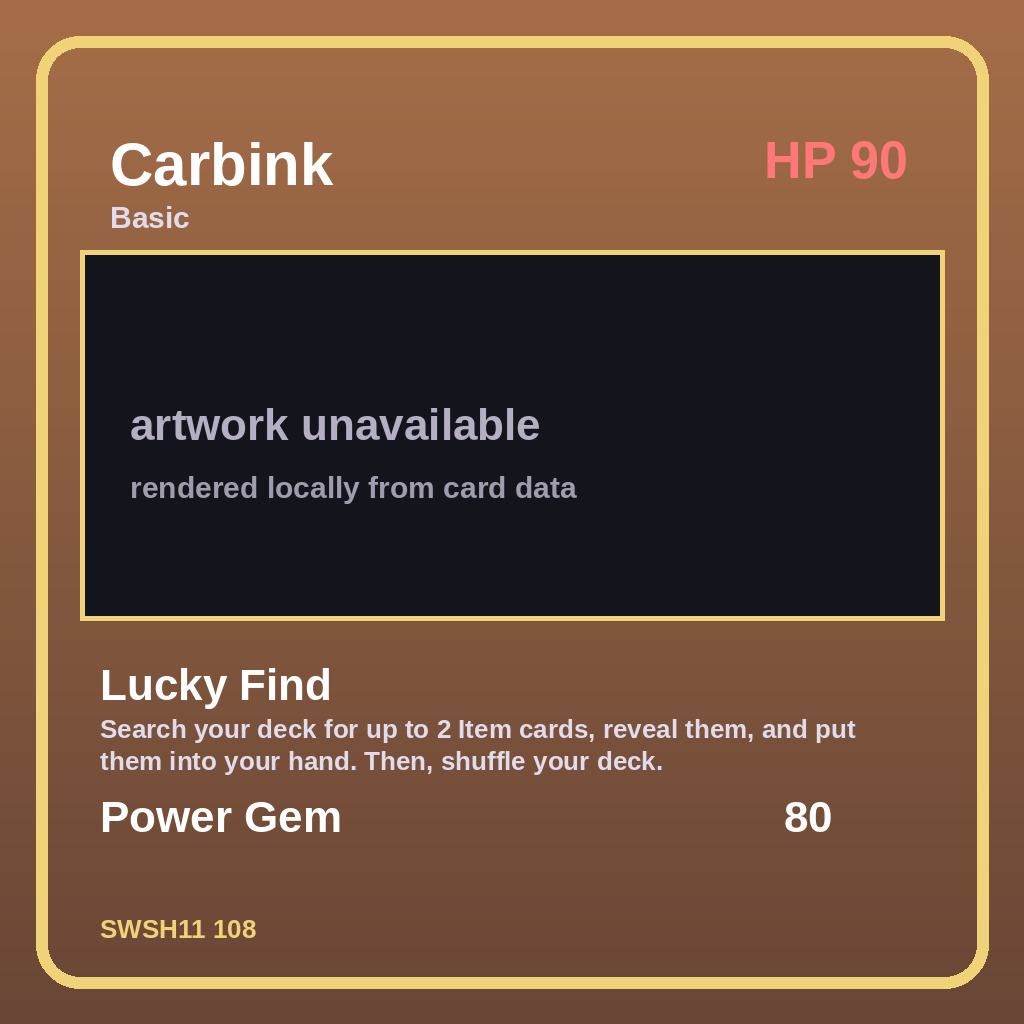 Carbink
HP 90
Basic
artwork unavailable
rendered locally from card data
Lucky Find
Search your deck for up to 2 Item cards, reveal them, and put
them into your hand. Then, shuffle your deck.
Power Gem 80
SWSH11 108